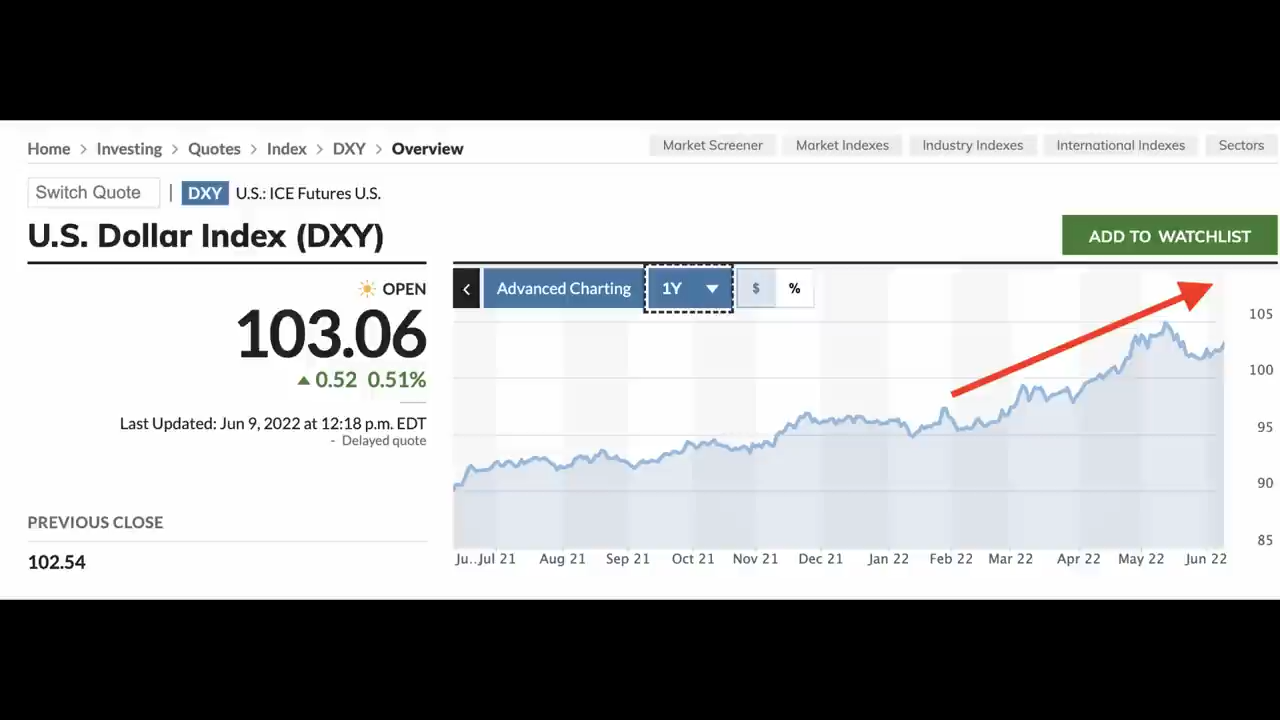 Home > Investing > Quotes > Index > DXY > Overview
Market Screener Market Indexes Industry Indexes International Indexes Sectors
Switch Quote | DXY U.S.: ICE Futures U.S.
U.S. Dollar Index (DXY)
ADD TO WATCHLIST
OPEN
103.06
0.52 0.51%
Last Updated: Jun 9, 2022 at 12:18 p.m. EDT
- Delayed quote
PREVIOUS CLOSE
102.54
< Advanced Charting 1Y $ %
105
100
95
90
85
Ju.. Jul 21 Aug 21 Sep 21 Oct 21 Nov 21 Dec 21 Jan 22 Feb 22 Mar 22 Apr 22 May 22 Jun 22